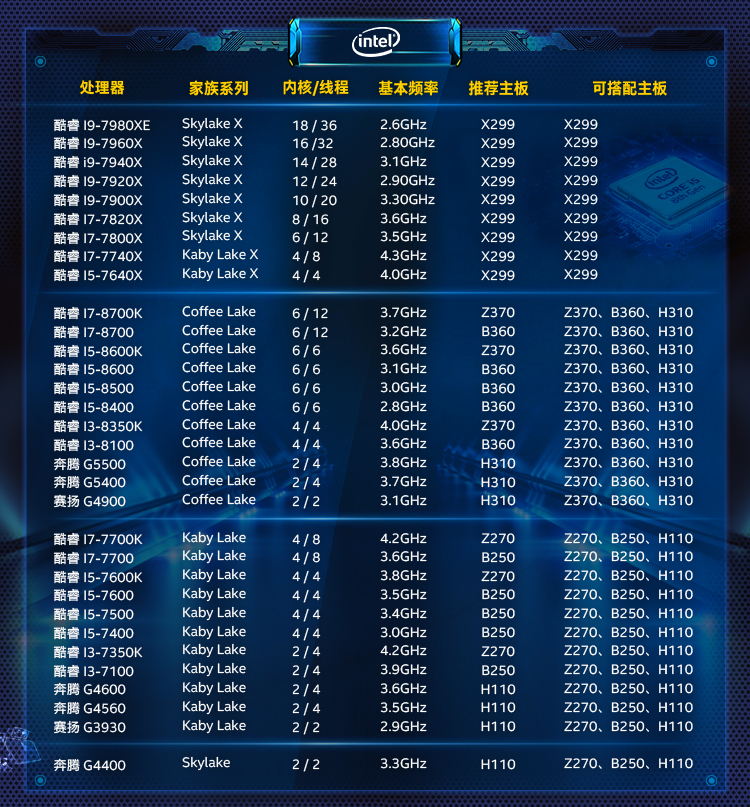 intel
处理器 家族系列 内核/线程 基本频率 推荐主板 可搭配主板
酷睿 I9-7980XE Skylake X 18 / 36 2.6GHz X299 X299
酷睿 I9-7960X Skylake X 16 /32 2.80GHz X299 X299
酷睿 i9-7940X Skylake X 14 / 28 3.1GHz X299 X299
酷睿 I9-7920X Skylake X 12 / 24 2.90GHz X299 X299
酷睿 I9-7900X Skylake X 10 / 20 3.30GHz X299 X299
酷睿 I7-7820X Skylake X 8 / 16 3.6GHz X299 X299
酷睿 I7-7800X Skylake X 6 / 12 3.5GHz X299 X299
酷睿 I7-7740X Kaby Lake X 4 / 8 4.3GHz X299 X299
酷睿 I5-7640X Kaby Lake X 4 / 4 4.0GHz X299 X299
intel
CORE i5
8th Gen
酷睿 I7-8700K Coffee Lake 6 / 12 3.7GHz Z370 Z370、B360、H310
酷睿 I7-8700 Coffee Lake 6 / 12 3.2GHz B360 Z370、B360、H310
酷睿 I5-8600K Coffee Lake 6 / 6 3.6GHz Z370 Z370、B360、H310
酷睿 I5-8600 Coffee Lake 6 / 6 3.1GHz B360 Z370、B360、H310
酷睿 I5-8500 Coffee Lake 6 / 6 3.0GHz B360 Z370、B360、H310
酷睿 I5-8400 Coffee Lake 6 / 6 2.8GHz B360 Z370、B360、H310
酷睿 I3-8350K Coffee Lake 4 / 4 4.0GHz Z370 Z370、B360、H310
酷睿 I3-8100 Coffee Lake 4 / 4 3.6GHz B360 Z370、B360、H310
奔腾 G5500 Coffee Lake 2 / 4 3.8GHz H310 Z370、B360、H310
奔腾 G5400 Coffee Lake 2 / 4 3.7GHz H310 Z370、B360、H310
赛扬 G4900 Coffee Lake 2 / 2 3.1GHz H310 Z370、B360、H310
酷睿 I7-7700K Kaby Lake 4 / 8 4.2GHz Z270 Z270、B250、H110
酷睿 I7-7700 Kaby Lake 4 / 8 3.6GHz B250 Z270、B250、H110
酷睿 I5-7600K Kaby Lake 4 / 4 3.8GHz Z270 Z270、B250、H110
酷睿 I5-7600 Kaby Lake 4 / 4 3.5GHz B250 Z270、B250、H110
酷睿 I5-7500 Kaby Lake 4 / 4 3.4GHz B250 Z270、B250、H110
酷睿 I5-7400 Kaby Lake 4 / 4 3.0GHz B250 Z270、B250、H110
酷睿 I3-7350K Kaby Lake 2 / 4 4.2GHz Z270 Z270、B250、H110
酷睿 I3-7100 Kaby Lake 2 / 4 3.9GHz B250 Z270、B250、H110
奔腾 G4600 Kaby Lake 2 / 4 3.6GHz H110 Z270、B250、H110
奔腾 G4560 Kaby Lake 2 / 4 3.5GHz H110 Z270、B250、H110
赛扬 G3930 Kaby Lake 2 / 2 2.9GHz H110 Z270、B250、H110
奔腾 G4400 Skylake 2 / 2 3.3GHz H110 Z270、B250、H110